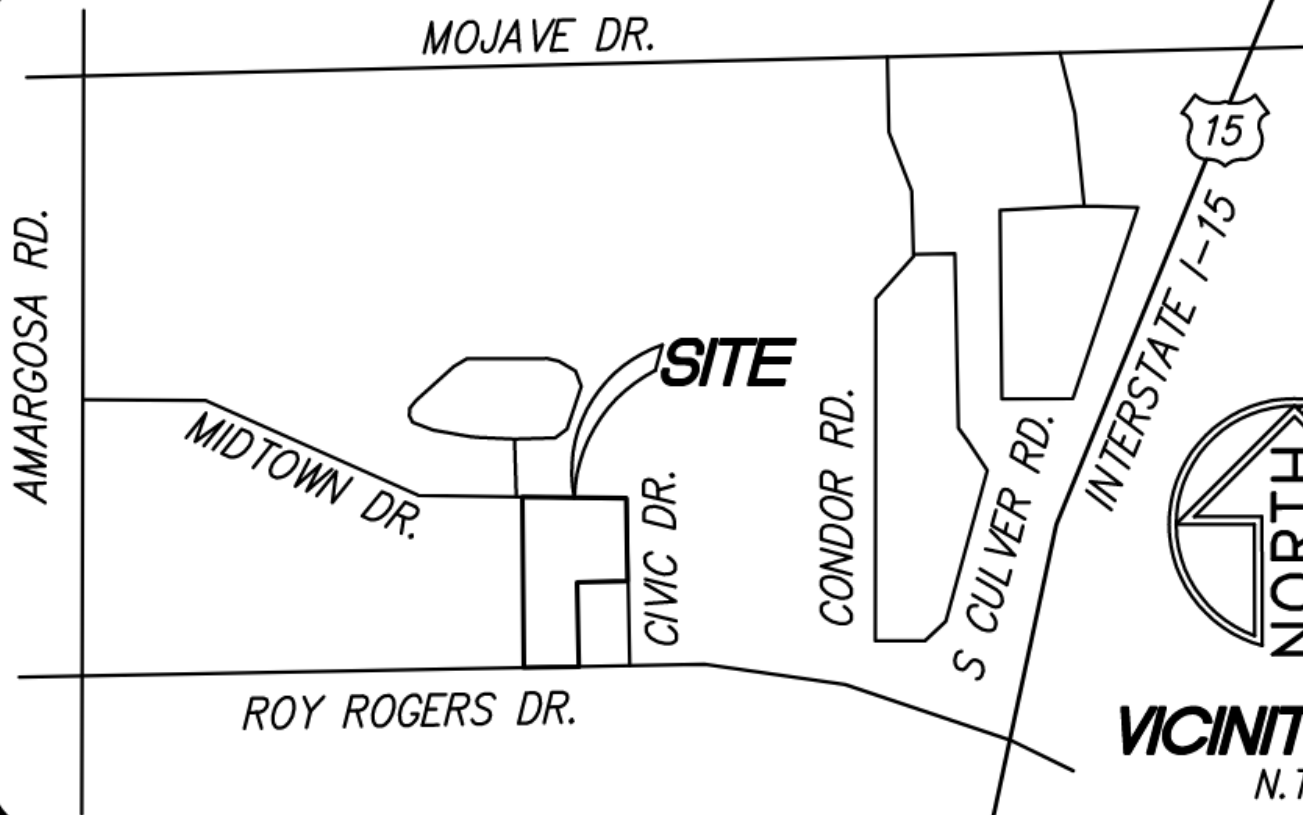 MOJAVE DR.
15
AMARGOSA RD.
INTERSTATE I-15
SITE
MIDTOWN DR.
CIVIC DR.
CONDOR RD.
S CULVER RD.
NORTH
ROY ROGERS DR.
VICINIT
N.T